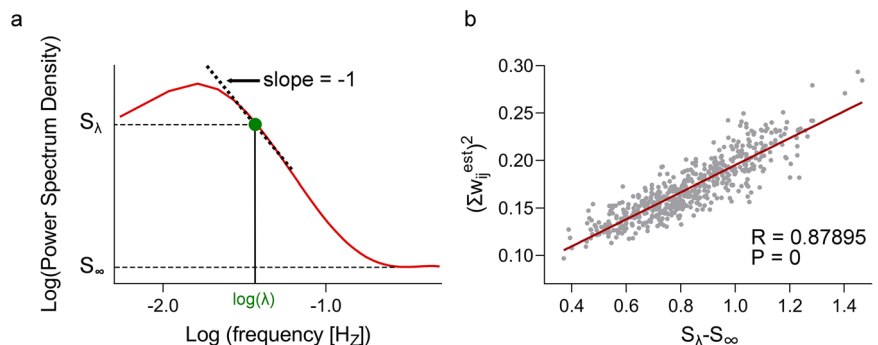 a
Log(Power Spectrum Density)
slope = -1
S_λ
S_∞
-2.0
log(λ)
-1.0
Log (frequency [H_Z])
b
(Σw_ij^est)^2
0.30
0.25
0.20
0.15
0.10
R = 0.87895
P = 0
0.4
0.6
0.8
1.0
1.2
1.4
S_λ-S_∞